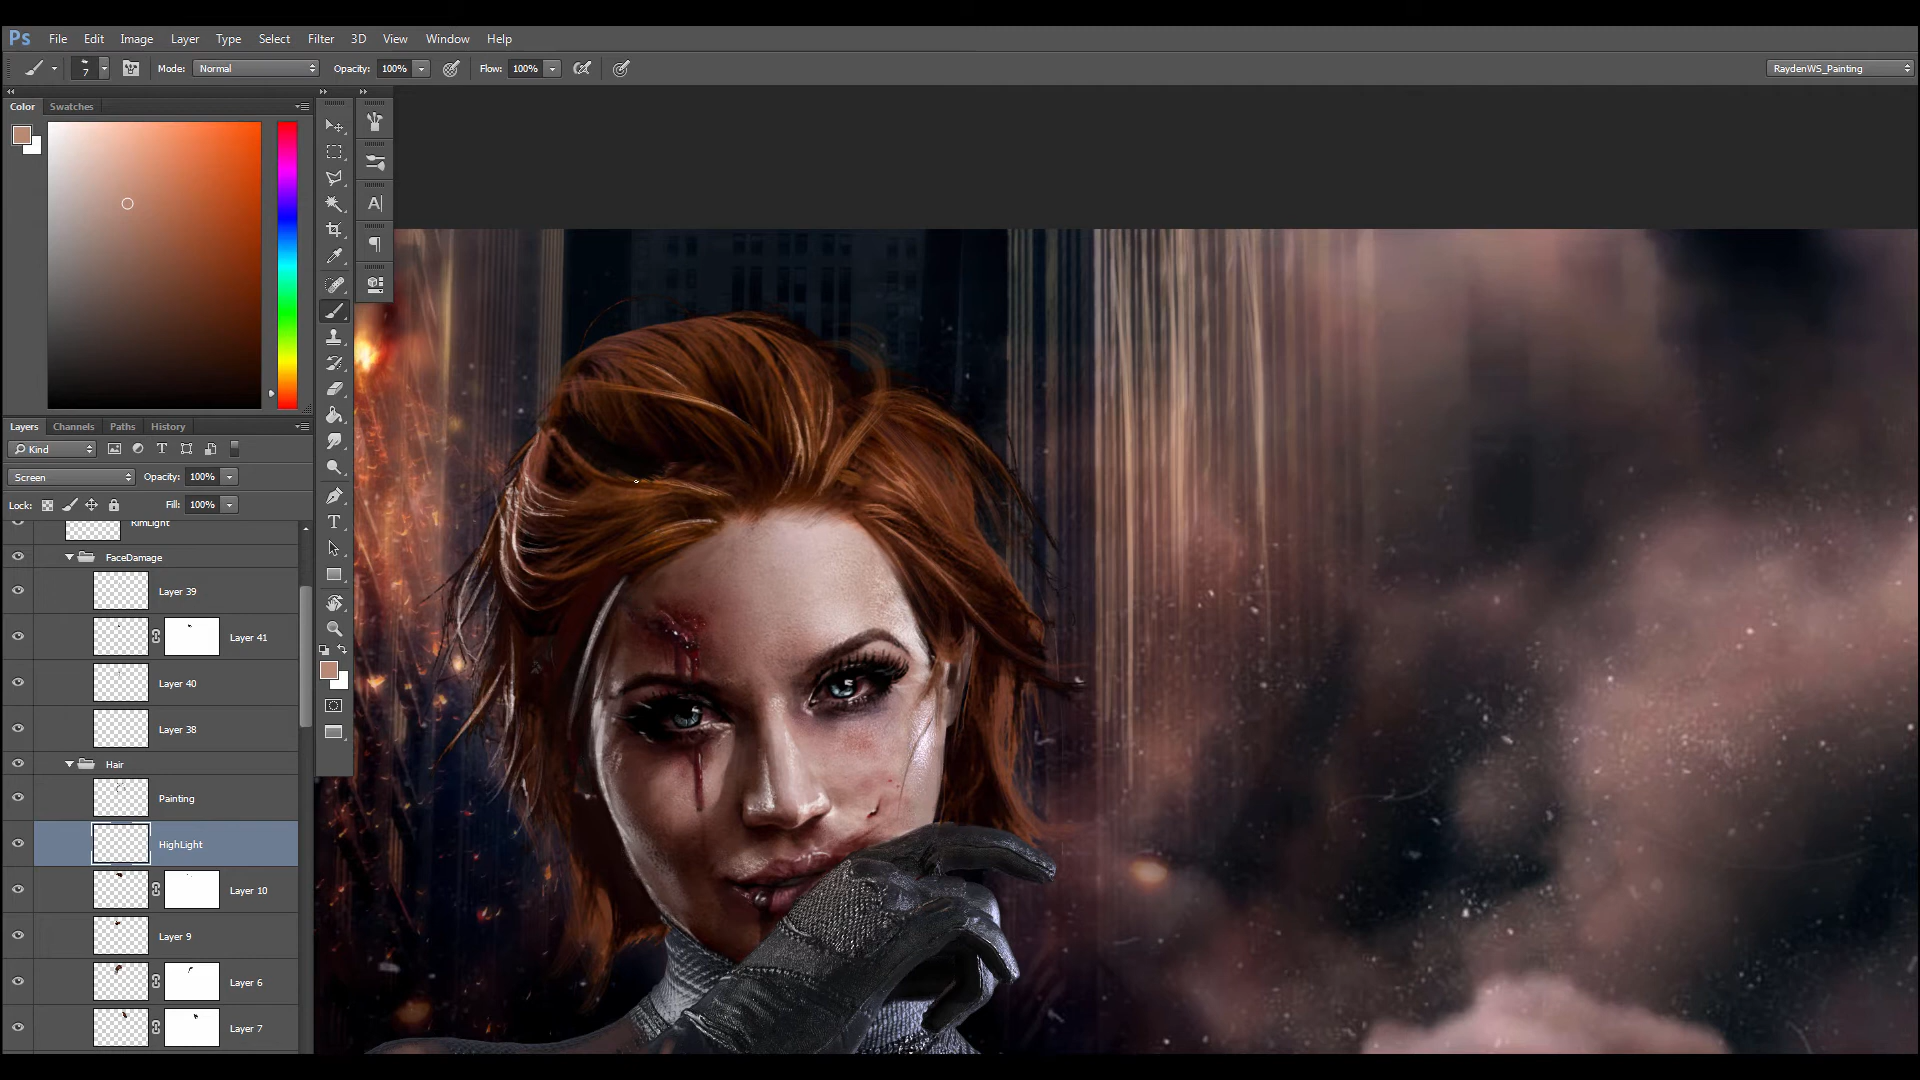 Ps File Edit Image Layer Type Select Filter 3D View Window Help
7 Mode: Normal Opacity: 100% Flow: 100% RaydenWS_Painting
Color Swatches
Layers Channels Paths History
Kind
Screen Opacity: 100%
Lock: Fill: 100%
RimLight
FaceDamage
Layer 39
Layer 41
Layer 40
Layer 38
Hair
Painting
HighLight
Layer 10
Layer 9
Layer 6
Layer 7